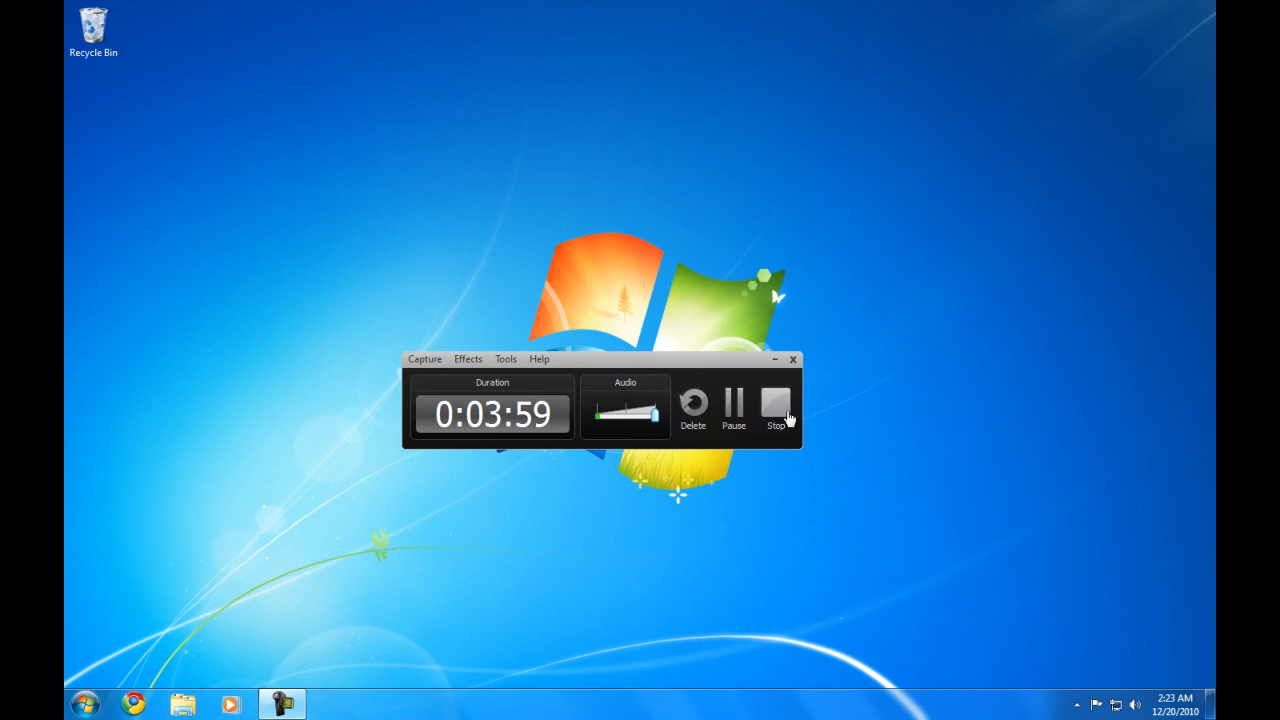 Recycle Bin
Capture Effects Tools Help
Duration
Audio
0:03:59
Delete
Pause
Stop
2:23 AM
12/20/2010